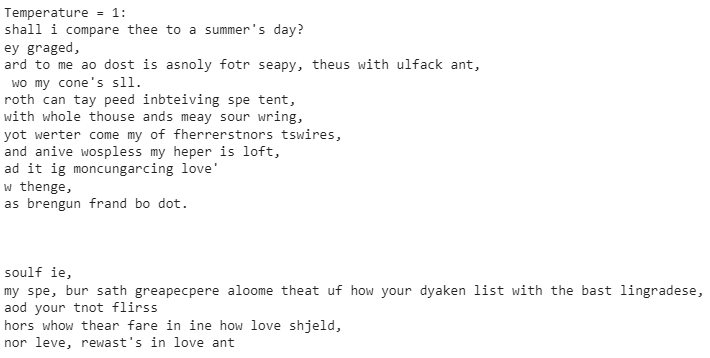 Temperature = 1:
shall i compare thee to a summer's day?
ey graged,
ard to me ao dost is asnoly fotr seapy, theus with ulfack ant,
wo my cone's sll.
roth can tay peed inbteiving spe tent,
with whole thouse ands meay sour wring,
yot werter come my of fherrerstnors tswires,
and anive wospless my heper is loft,
ad it ig moncungarcing love'
w thenge,
as brengun frand bo dot.
soulf ie,
my spe, bur sath greapecpere aloome theat uf how your dyaken list with the bast lingradese,
aod your tnot flirss
hors whow thear fare in ine how love shjeld,
nor leve, rewast's in love ant